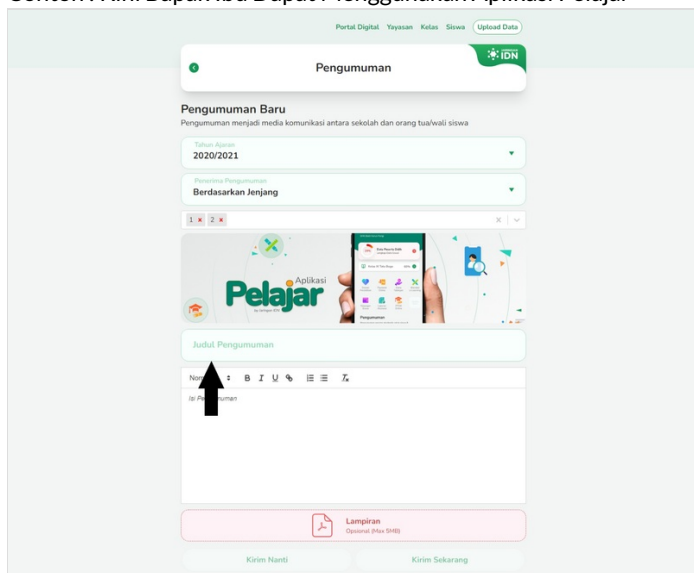 Contoh : Kini Bapak Ibu Dapat Menggunakan Aplikasi Pelajar
Portal Digital Yayasan Kelas Siswa Upload Data
Pengumuman
IDN
Pengumuman Baru
Pengumuman menjadi media komunikasi antara sekolah dan orang tua/wali siswa
Tahun Ajaran
2020/2021
Penerima Pengumuman
Berdasarkan Jenjang
1 × 2 ×
Aplikasi
Pelajar
Pengumuman
Judul Pengumuman
B I U
Lampiran
Opsional (Max 5MB)
Kirim Nanti Kirim Sekarang